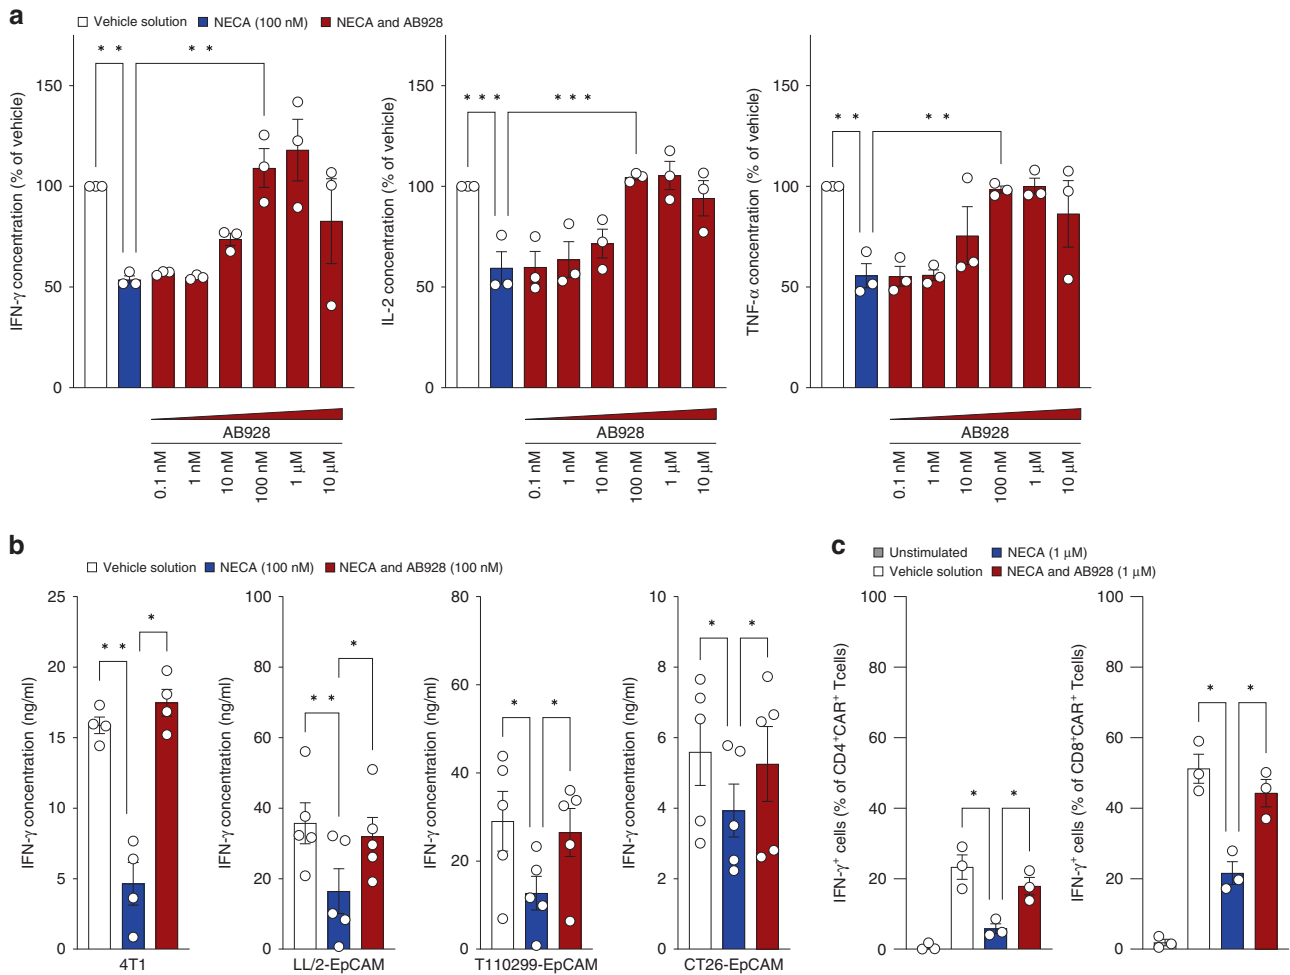 a
Vehicle solution NECA (100 nM) NECA and AB928
IFN-γ concentration (% of vehicle)
150
100
50
0
* *
* *
AB928
0.1 nM
1 nM
10 nM
100 nM
1 μM
10 μM
IL-2 concentration (% of vehicle)
150
100
50
0
* * *
* * *
AB928
0.1 nM
1 nM
10 nM
100 nM
1 μM
10 μM
TNF-α concentration (% of vehicle)
150
100
50
0
* *
* *
AB928
0.1 nM
1 nM
10 nM
100 nM
1 μM
10 μM
b
Vehicle solution NECA (100 nM) NECA and AB928 (100 nM)
IFN-γ concentration (ng/ml)
25
20
15
10
5
0
* *
*
4T1
IFN-γ concentration (ng/ml)
100
80
60
40
20
0
* *
*
LL/2-EpCAM
IFN-γ concentration (ng/ml)
80
60
40
20
0
*
*
T110299-EpCAM
IFN-γ concentration (ng/ml)
10
8
6
4
2
0
*
*
CT26-EpCAM
c
Unstimulated NECA (1 μM)
Vehicle solution NECA and AB928 (1 μM)
IFN-γ⁺ cells (% of CD4⁺CAR⁺ Tcells)
100
80
60
40
20
0
*
*
IFN-γ⁺ cells (% of CD8⁺CAR⁺ Tcells)
100
80
60
40
20
0
*
*